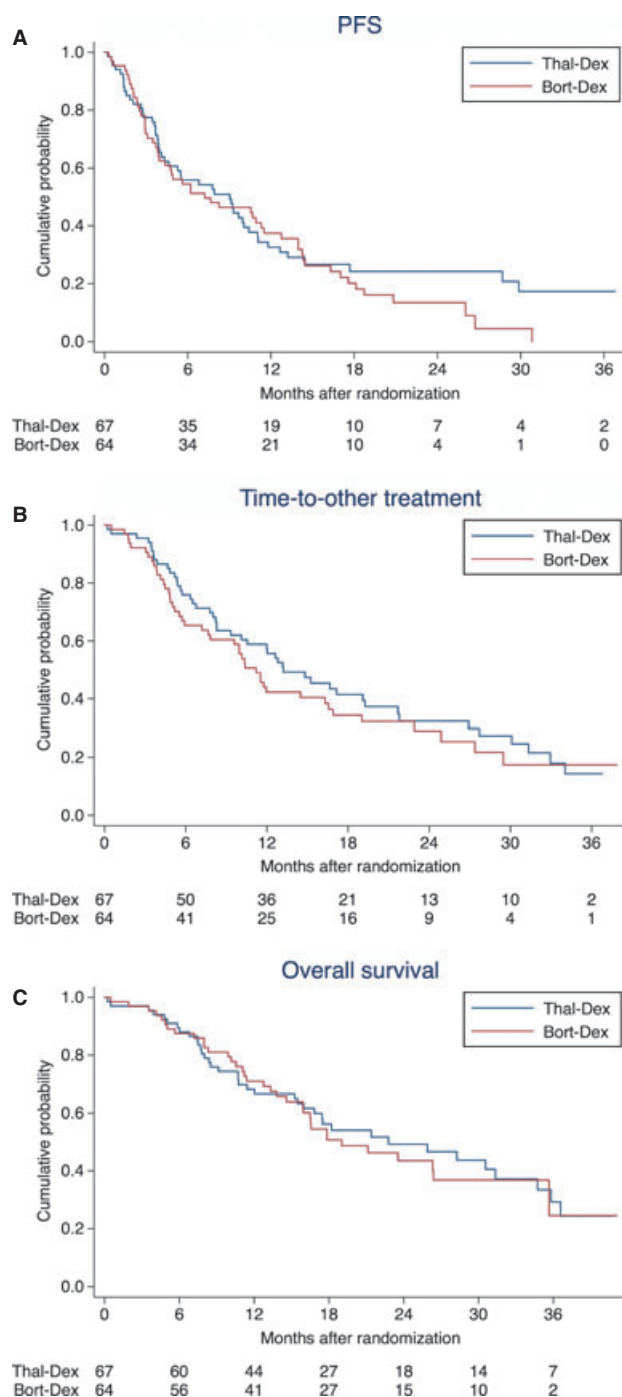 A
PFS
1.0
0.8
0.6
0.4
0.2
0.0
Cumulative probability
Thal-Dex
Bort-Dex
0 6 12 18 24 30 36
Months after randomization
Thal-Dex 67 35 19 10 7 4 2
Bort-Dex 64 34 21 10 4 1 0
B
Time-to-other treatment
1.0
0.8
0.6
0.4
0.2
0.0
Cumulative probability
Thal-Dex
Bort-Dex
0 6 12 18 24 30 36
Months after randomization
Thal-Dex 67 50 36 21 13 10 2
Bort-Dex 64 41 25 16 9 4 1
C
Overall survival
1.0
0.8
0.6
0.4
0.2
0.0
Cumulative probability
Thal-Dex
Bort-Dex
0 6 12 18 24 30 36
Months after randomization
Thal-Dex 67 60 44 27 18 14 7
Bort-Dex 64 56 41 27 15 10 2